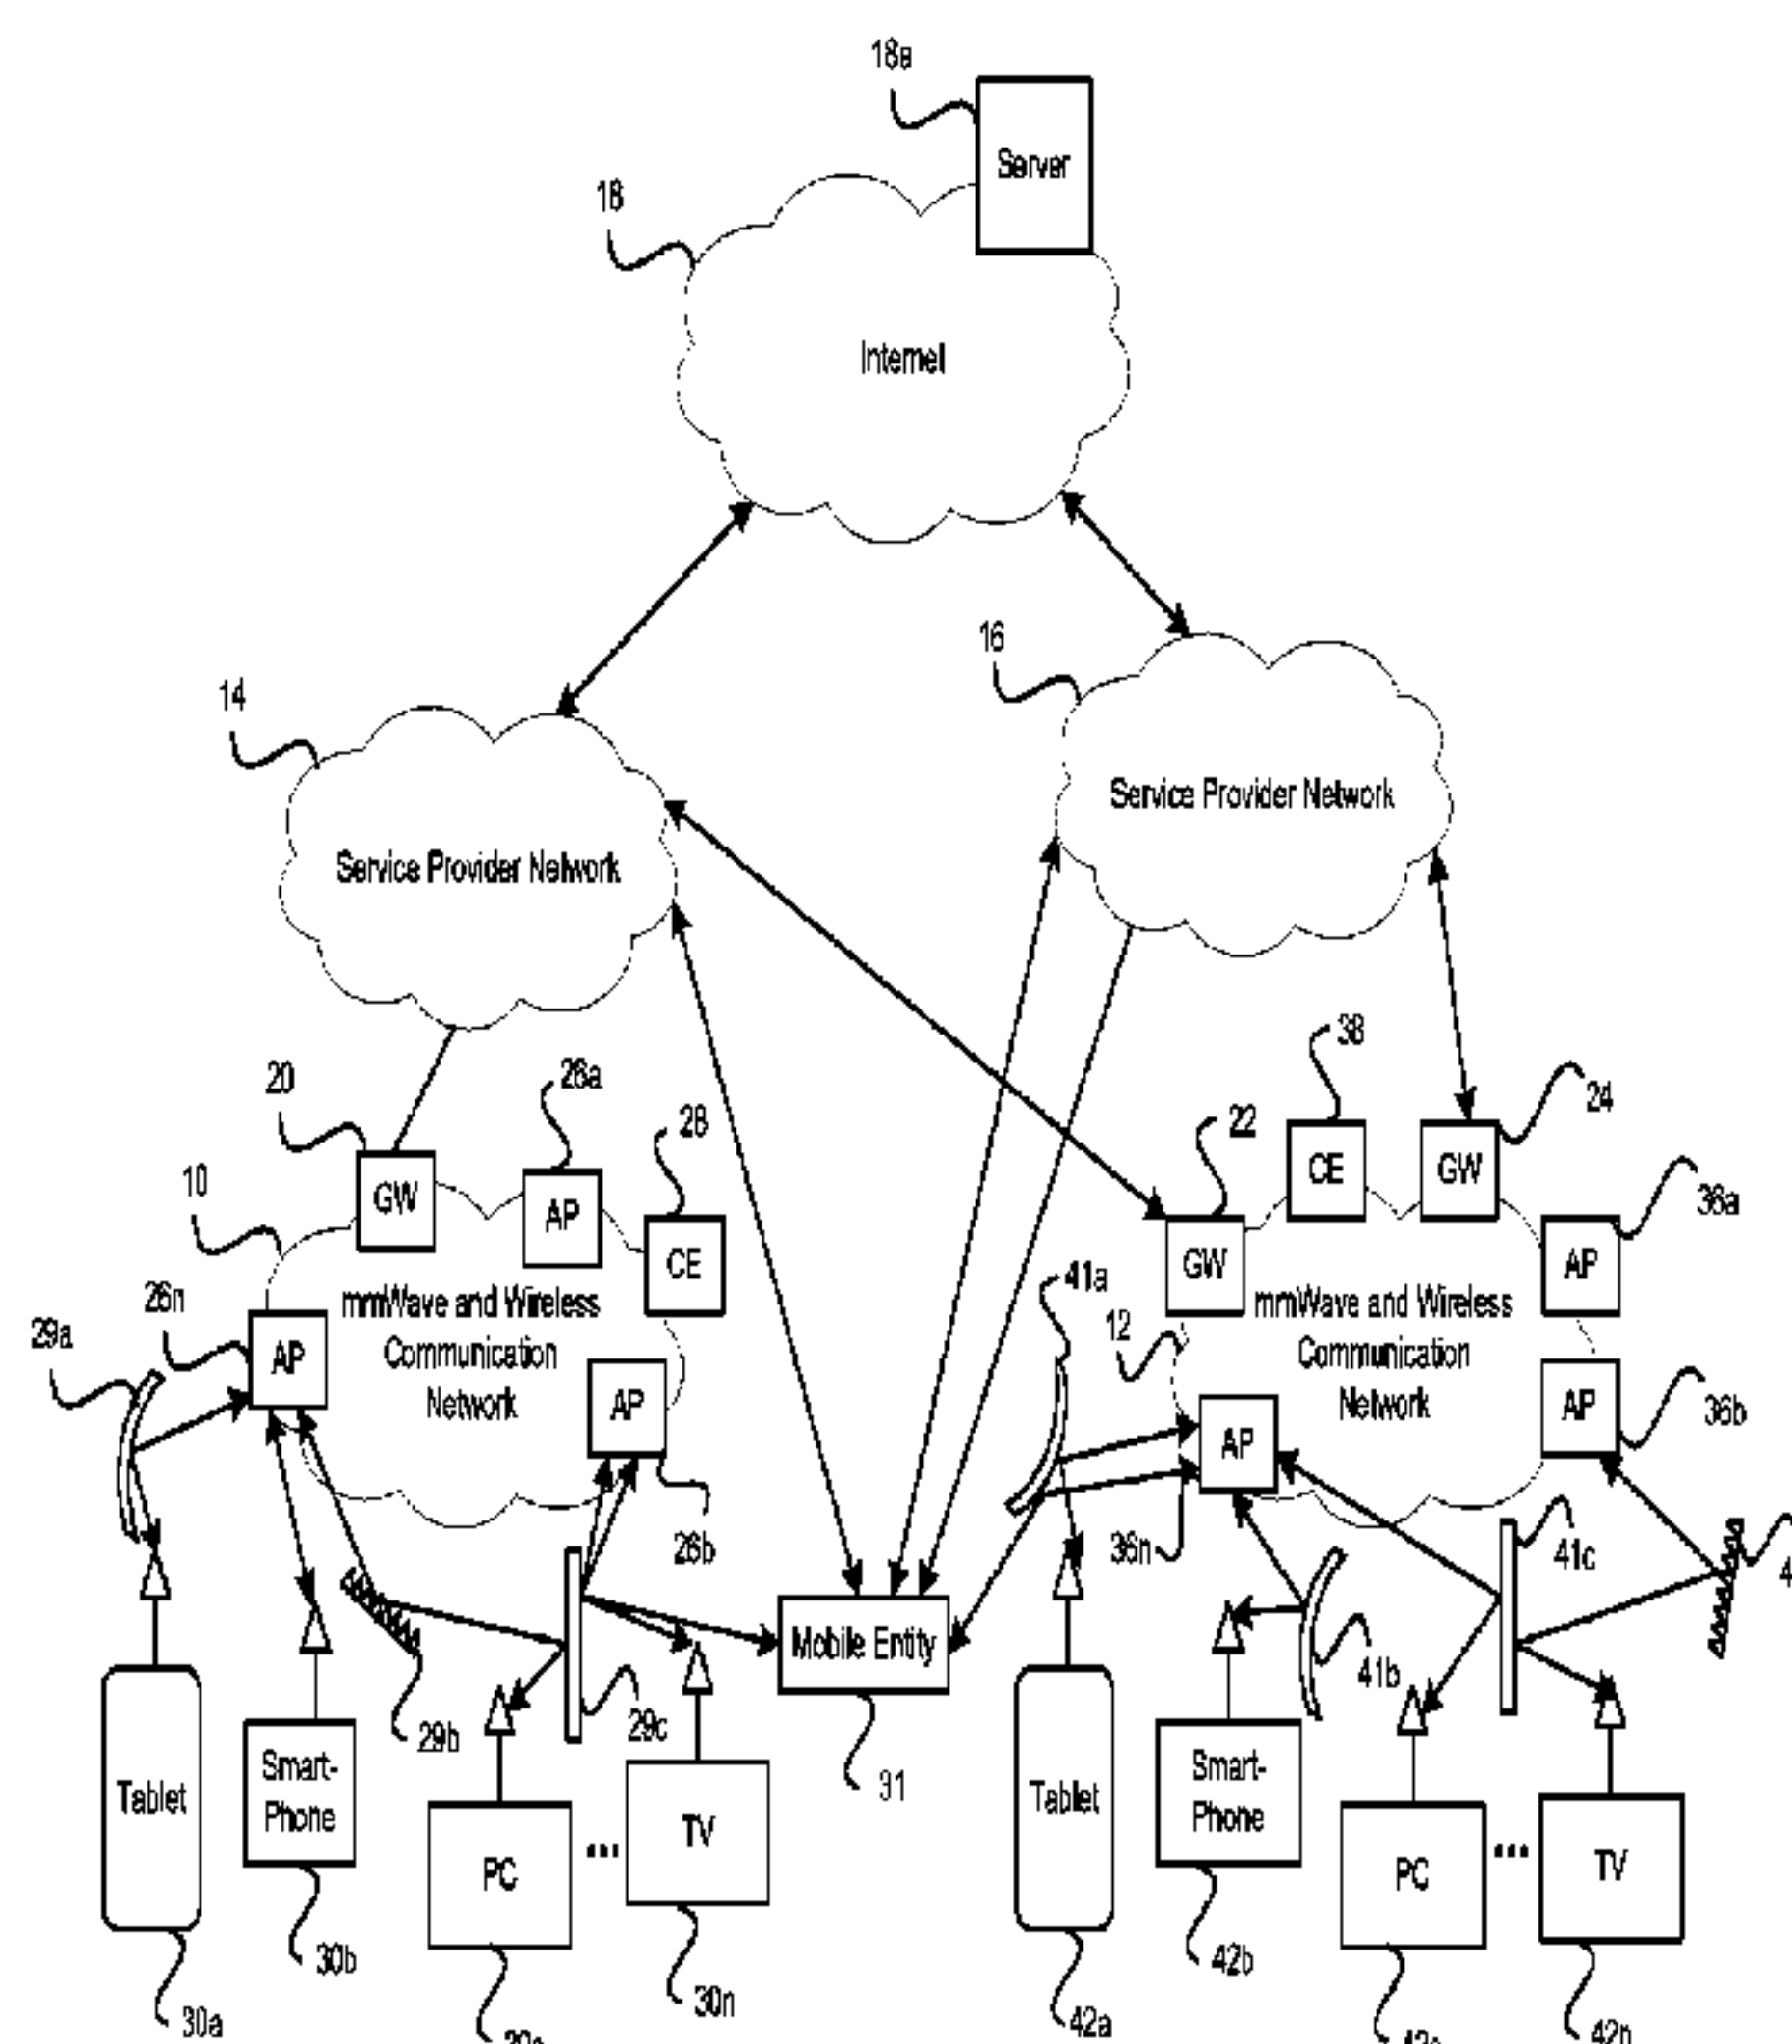 18a
Server
18
Internet
16
14
Service Provider Network
Service Provider Network
38
20
26a
24
28
22
CE
GW
10
GW
AP
36a
CE
GW
AP
41a
26n
mmWave and Wireless
Communication
Network
mmWave and Wireless
Communication
Network
12
29a
AP
AP
AP
36b
AP
26b
36n
41c
Mobile Entity
41b
29b
29c
31
Tablet
Smart-
Phone
PC
...
TV
Tablet
Smart-
Phone
PC
...
TV
30b
30n
42b
30a
42a
42n